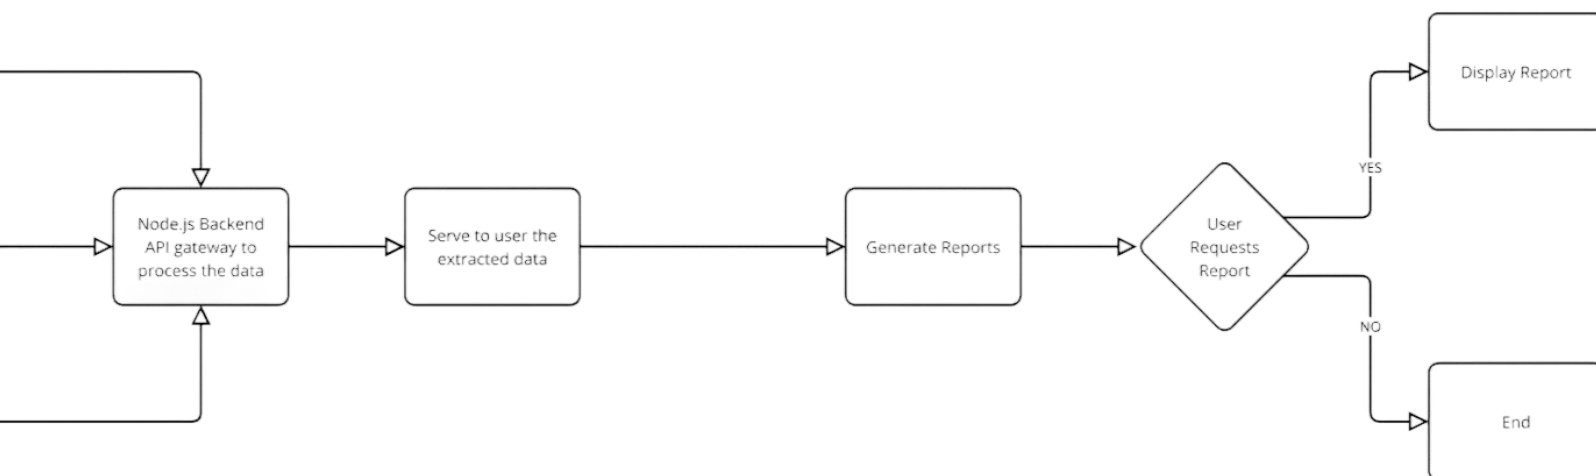 Node.js Backend
API gateway to
process the data
Serve to user the
extracted data
Generate Reports
User
Requests
Report
YES
Display Report
NO
End